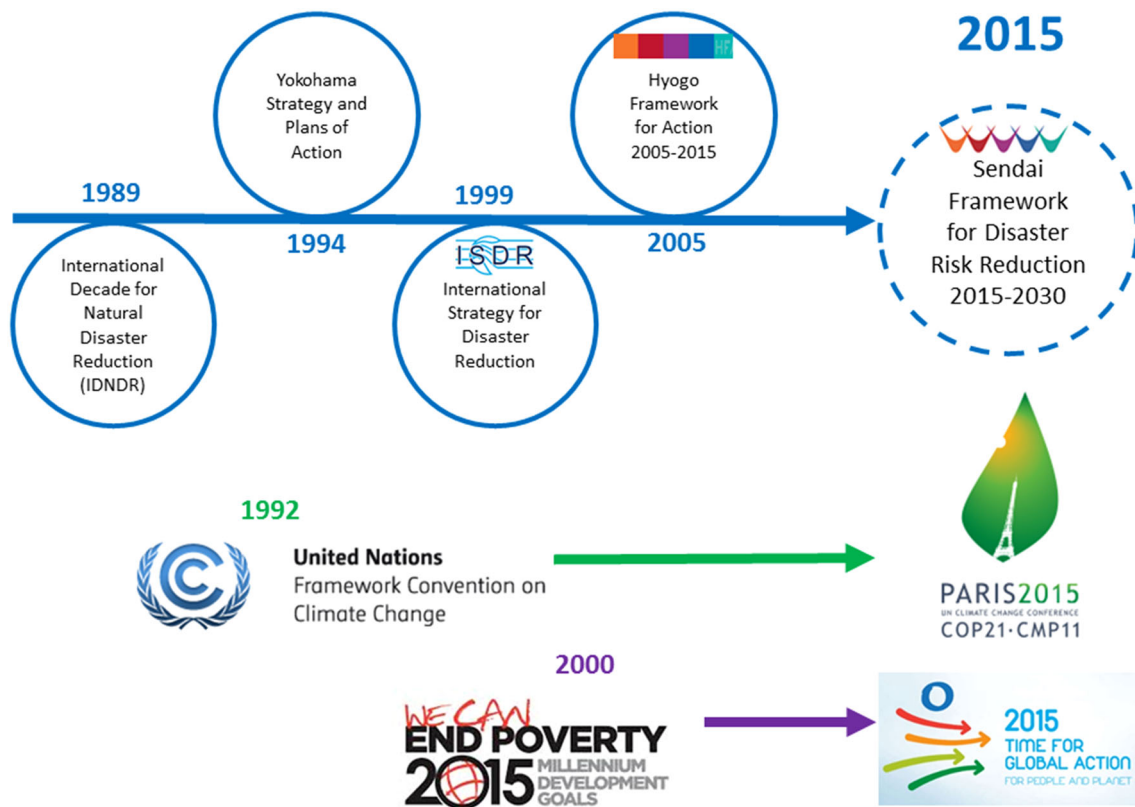 2015
Yokohama
Strategy and
Plans of
Action
HFA
Hyogo
Framework
for Action
2005-2015
Sendai
Framework
for Disaster
Risk Reduction
2015-2030
1989
1999
1994
2005
International
Decade for
Natural
Disaster
Reduction
(IDNDR)
ISDR
International
Strategy for
Disaster
Reduction
1992
United Nations
Framework Convention on
Climate Change
PARIS2015
UN CLIMATE CHANGE CONFERENCE
COP21·CMP11
2000
WE CAN
END POVERTY
2015 MILLENNIUM
DEVELOPMENT
GOALS
2015
TIME FOR
GLOBAL ACTION
FOR PEOPLE AND PLANET